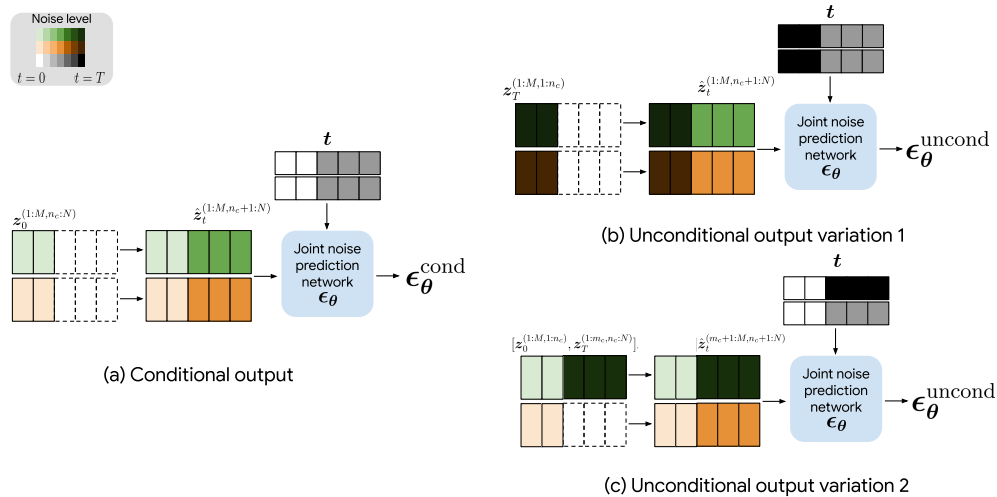 Noise level
t = 0 t = T
t
z_0^{(1:M,n_c:N)} ẑ_t^{(1:M,n_c+1:N)}
Joint noise
prediction
network
ϵ_θ
ϵ_θ^{cond}
(a) Conditional output
t
z_T^{(1:M,1:n_c)} ẑ_t^{(1:M,n_c+1:N)}
Joint noise
prediction
network
ϵ_θ
ϵ_θ^{uncond}
(b) Unconditional output variation 1
t
[z_0^{(1:M,1:n_c)}, z_T^{(1:m_c,n_c:N)}]. |ẑ_t^{(m_c+1:M,n_c+1:N)}
Joint noise
prediction
network
ϵ_θ
ϵ_θ^{uncond}
(c) Unconditional output variation 2